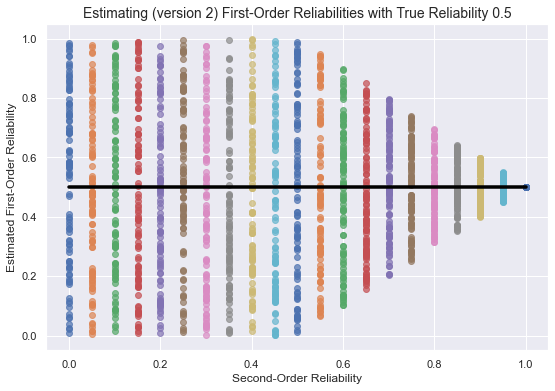 Estimating (version 2) First-Order Reliabilities with True Reliability 0.5
Estimated First-Order Reliability
1.0
0.8
0.6
0.4
0.2
0.0
0.0 0.2 0.4 0.6 0.8 1.0
Second-Order Reliability